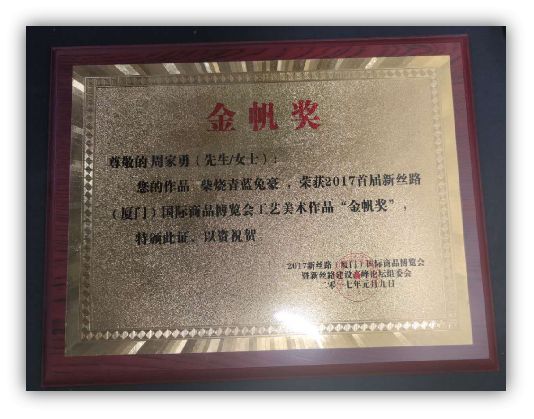 金帆奖
尊敬的 周家勇（先生/女士）：
您的作品 柴烧青蓝兔豪 ，荣获2017首届新丝路
（厦门）国际商品博览会工艺美术作品“金帆奖”，
特颁此证，以资祝贺
2017新丝路（厦门）国际商品博览会
暨新丝路建设高峰论坛组委会
二零一七年元月九日